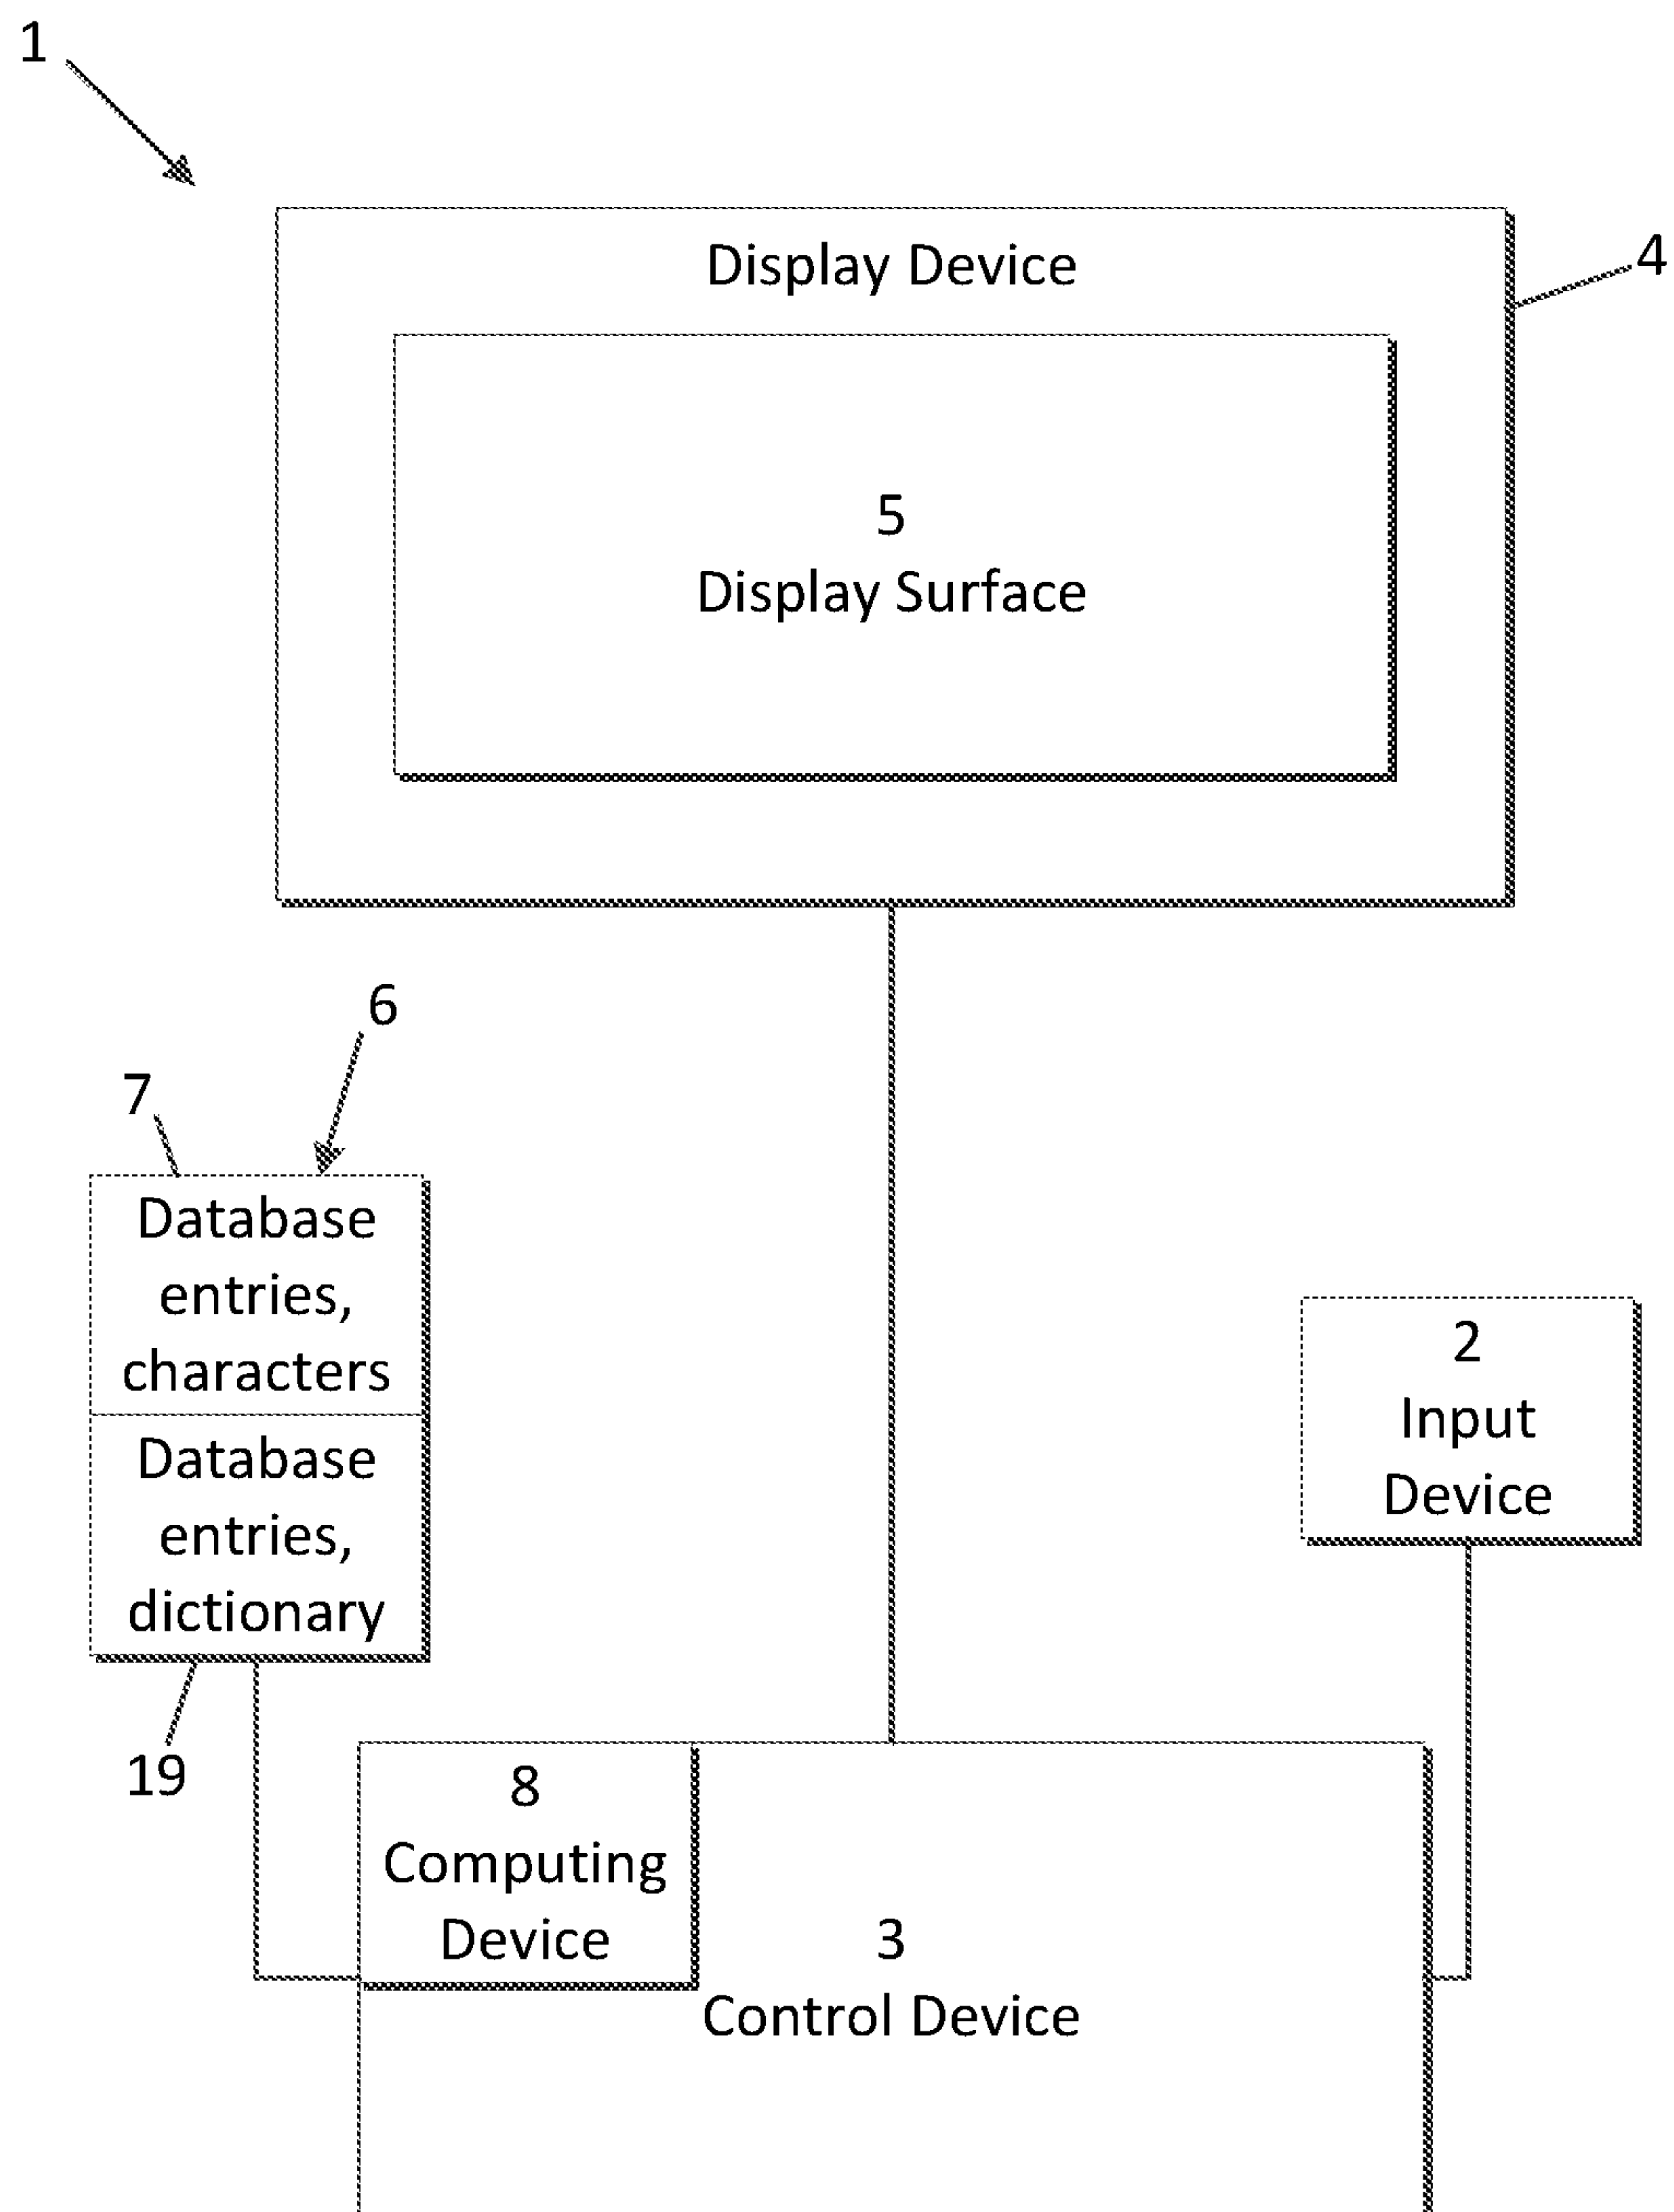 1
Display Device
4
5
Display Surface
6
7
Database
entries,
characters
Database
entries,
dictionary
19
2
Input
Device
8
Computing
Device
3
Control Device